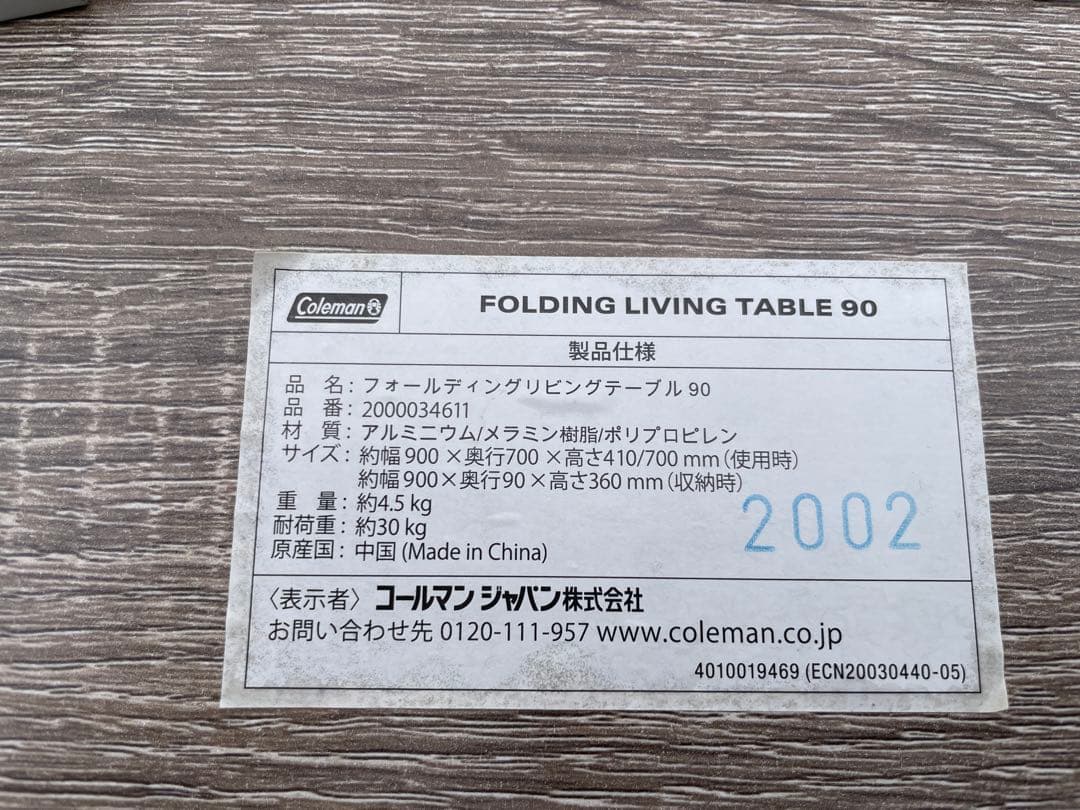 Coleman
FOLDING LIVING TABLE 90
製品仕様
品 名：フォールディングリビングテーブル 90
品 番：2000034611
材 質：アルミニウム/メラミン樹脂/ポリプロピレン
サイズ：約幅 900 ×奥行700 ×高さ410/700 mm（使用時）
約幅 900×奥行90×高さ360 mm（収納時）
重 量：約4.5 kg
耐荷重：約30 kg
原産国：中国 (Made in China)
2002
〈表示者〉コールマン ジャパン株式会社
お問い合わせ先 0120-111-957 www.coleman.co.jp
4010019469 (ECN20030440-05)